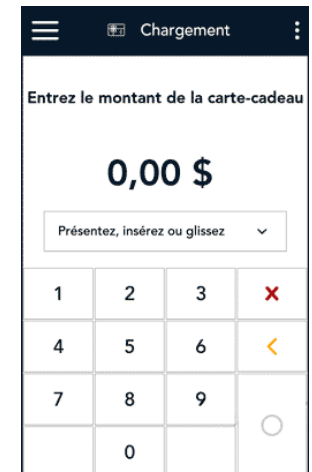 Chargement
Entrez le montant de la carte-cadeau
0,00 $
Présentez, insérez ou glissez
1 2 3
4 5 6
7 8 9
0